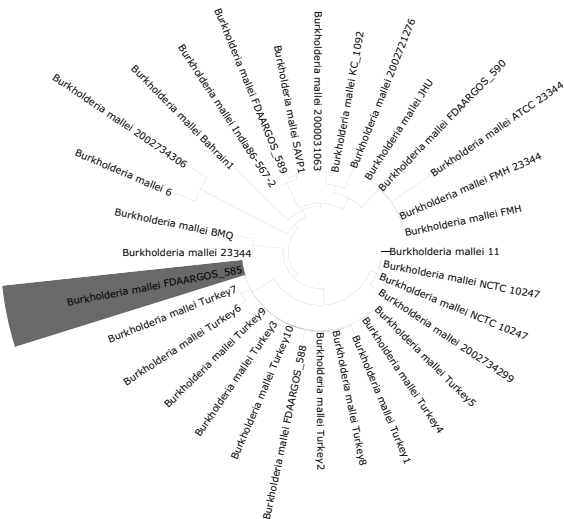 Burkholderia mallei 11
Burkholderia mallei FMH
Burkholderia mallei FMH 23344
Burkholderia mallei ATCC 23344
Burkholderia mallei FDAARGOS_590
Burkholderia mallei JHU
Burkholderia mallei 2002721276
Burkholderia mallei KC_1092
Burkholderia mallei 2000031063
Burkholderia mallei SAVP1
Burkholderia mallei FDAARGOS_589
Burkholderia mallei India86-567-2
Burkholderia mallei Bahrain1
Burkholderia mallei 2002734306
Burkholderia mallei 6
Burkholderia mallei BMQ
Burkholderia mallei 23344
Burkholderia mallei FDAARGOS_585
Burkholderia mallei Turkey7
Burkholderia mallei Turkey6
Burkholderia mallei Turkey9
Burkholderia mallei Turkey3
Burkholderia mallei Turkey10
Burkholderia mallei FDAARGOS_588
Burkholderia mallei Turkey2
Burkholderia mallei Turkey8
Burkholderia mallei Turkey1
Burkholderia mallei Turkey4
Burkholderia mallei Turkey5
Burkholderia mallei 2002734299
Burkholderia mallei NCTC 10247
Burkholderia mallei NCTC 10247